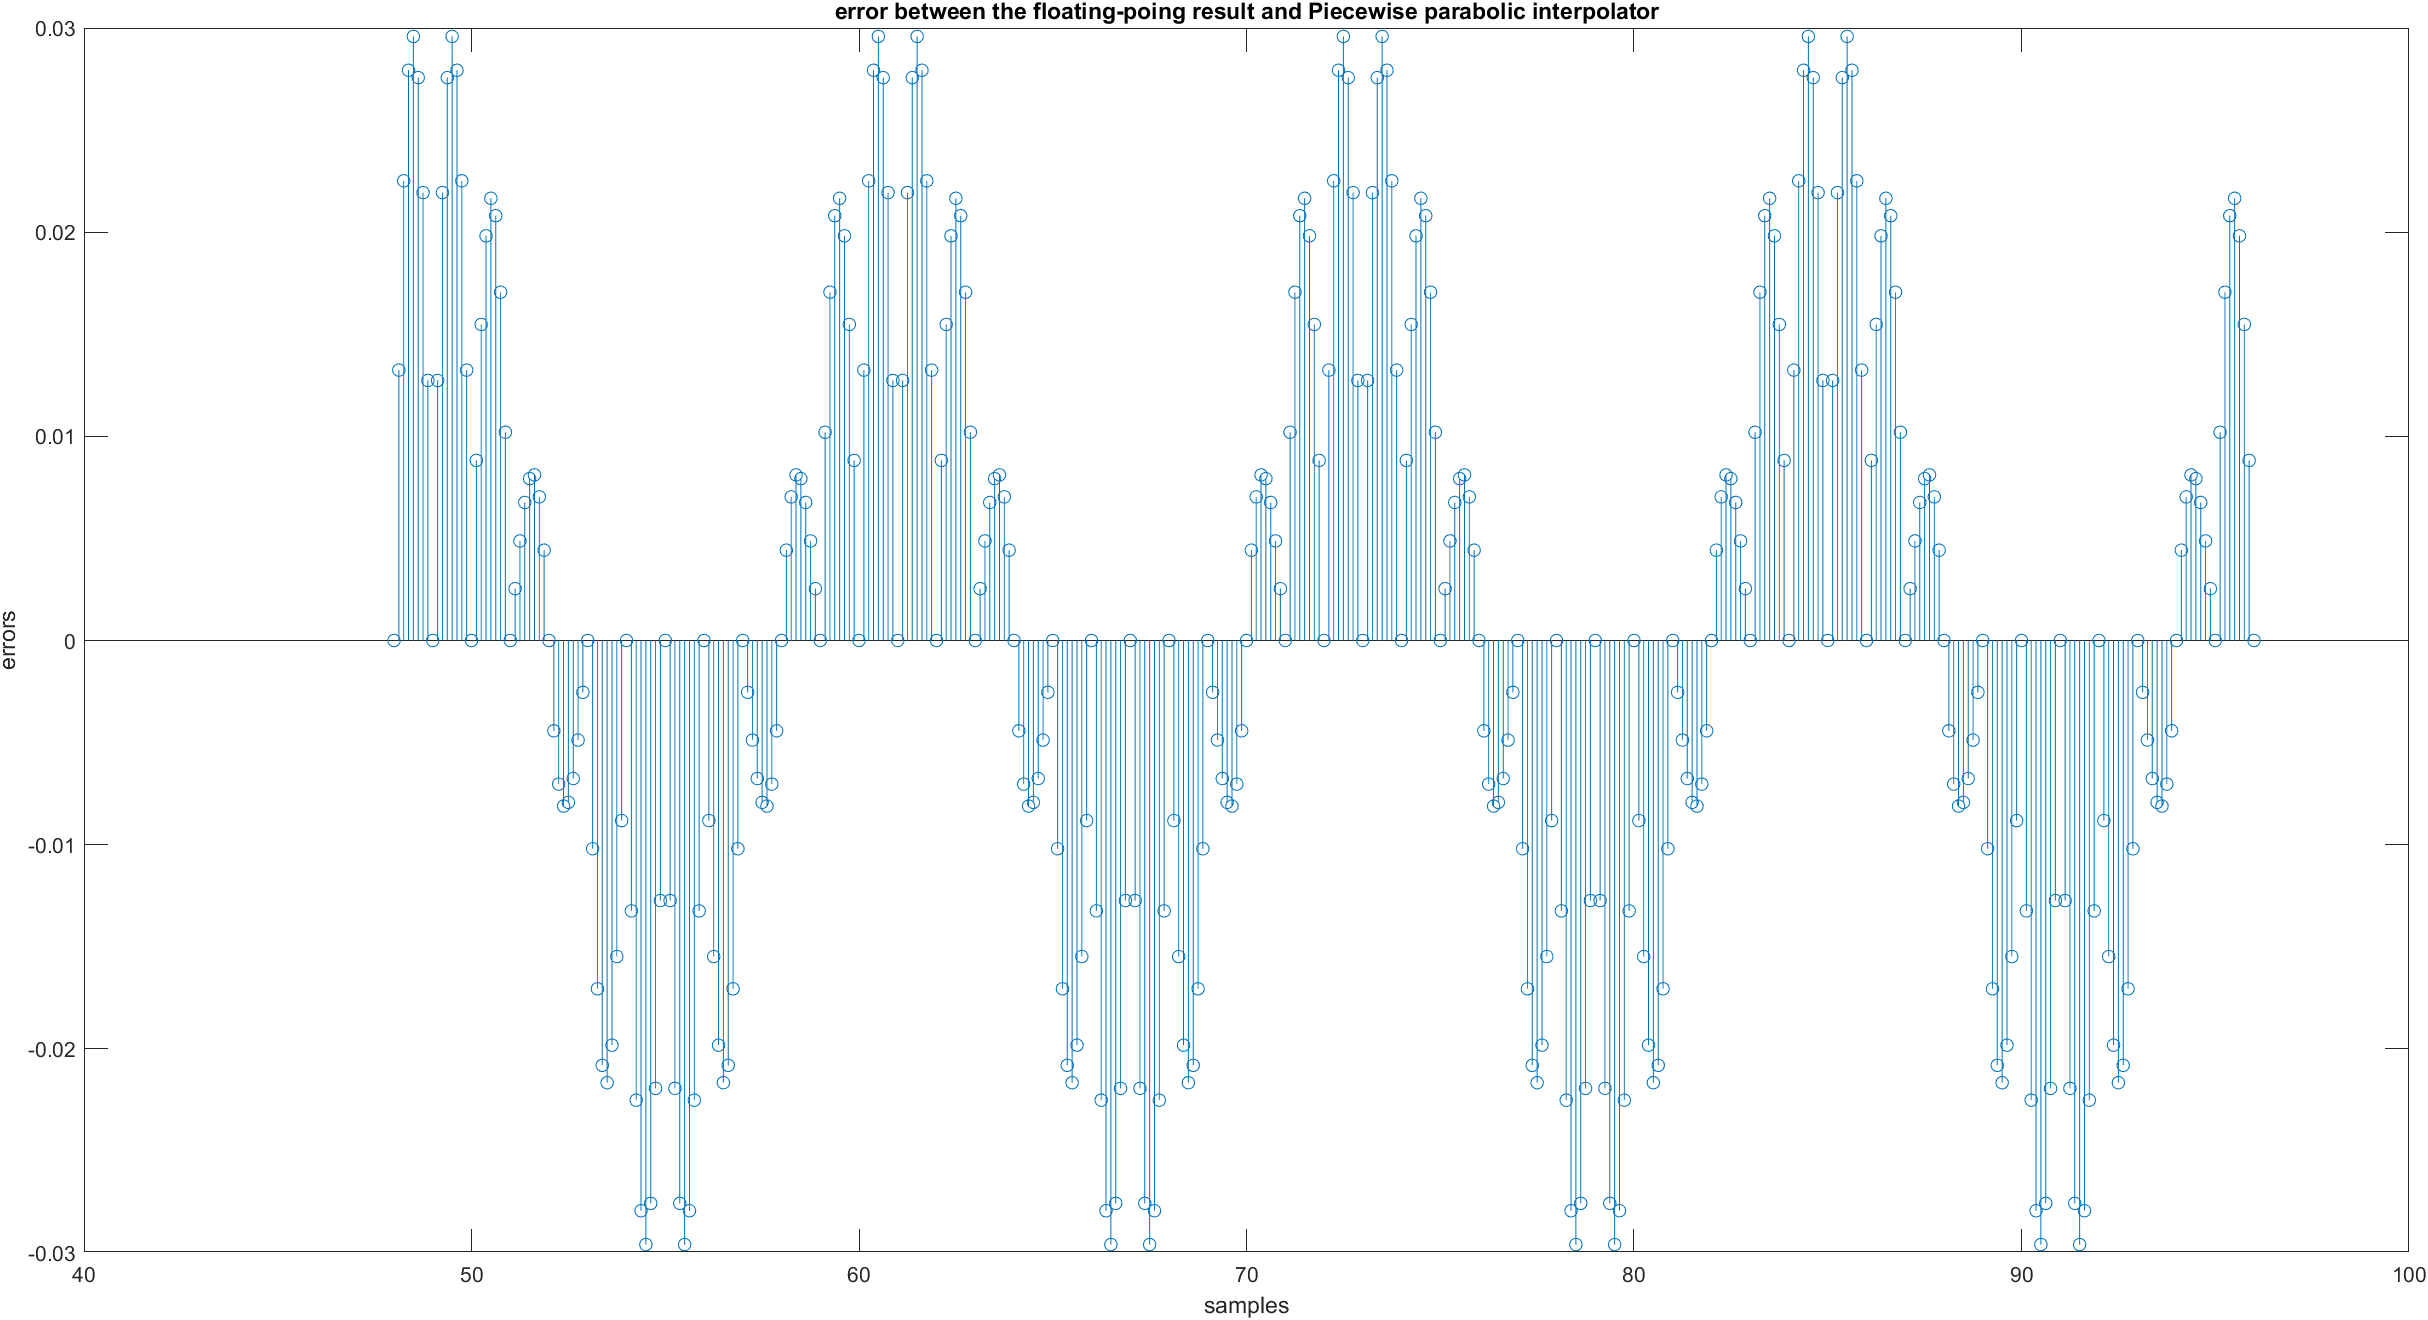 error between the floating-poing result and Piecewise parabolic interpolator
0.03
0.02
0.01
0
-0.01
-0.02
-0.03
errors
40 50 60 70 80 90 100
samples